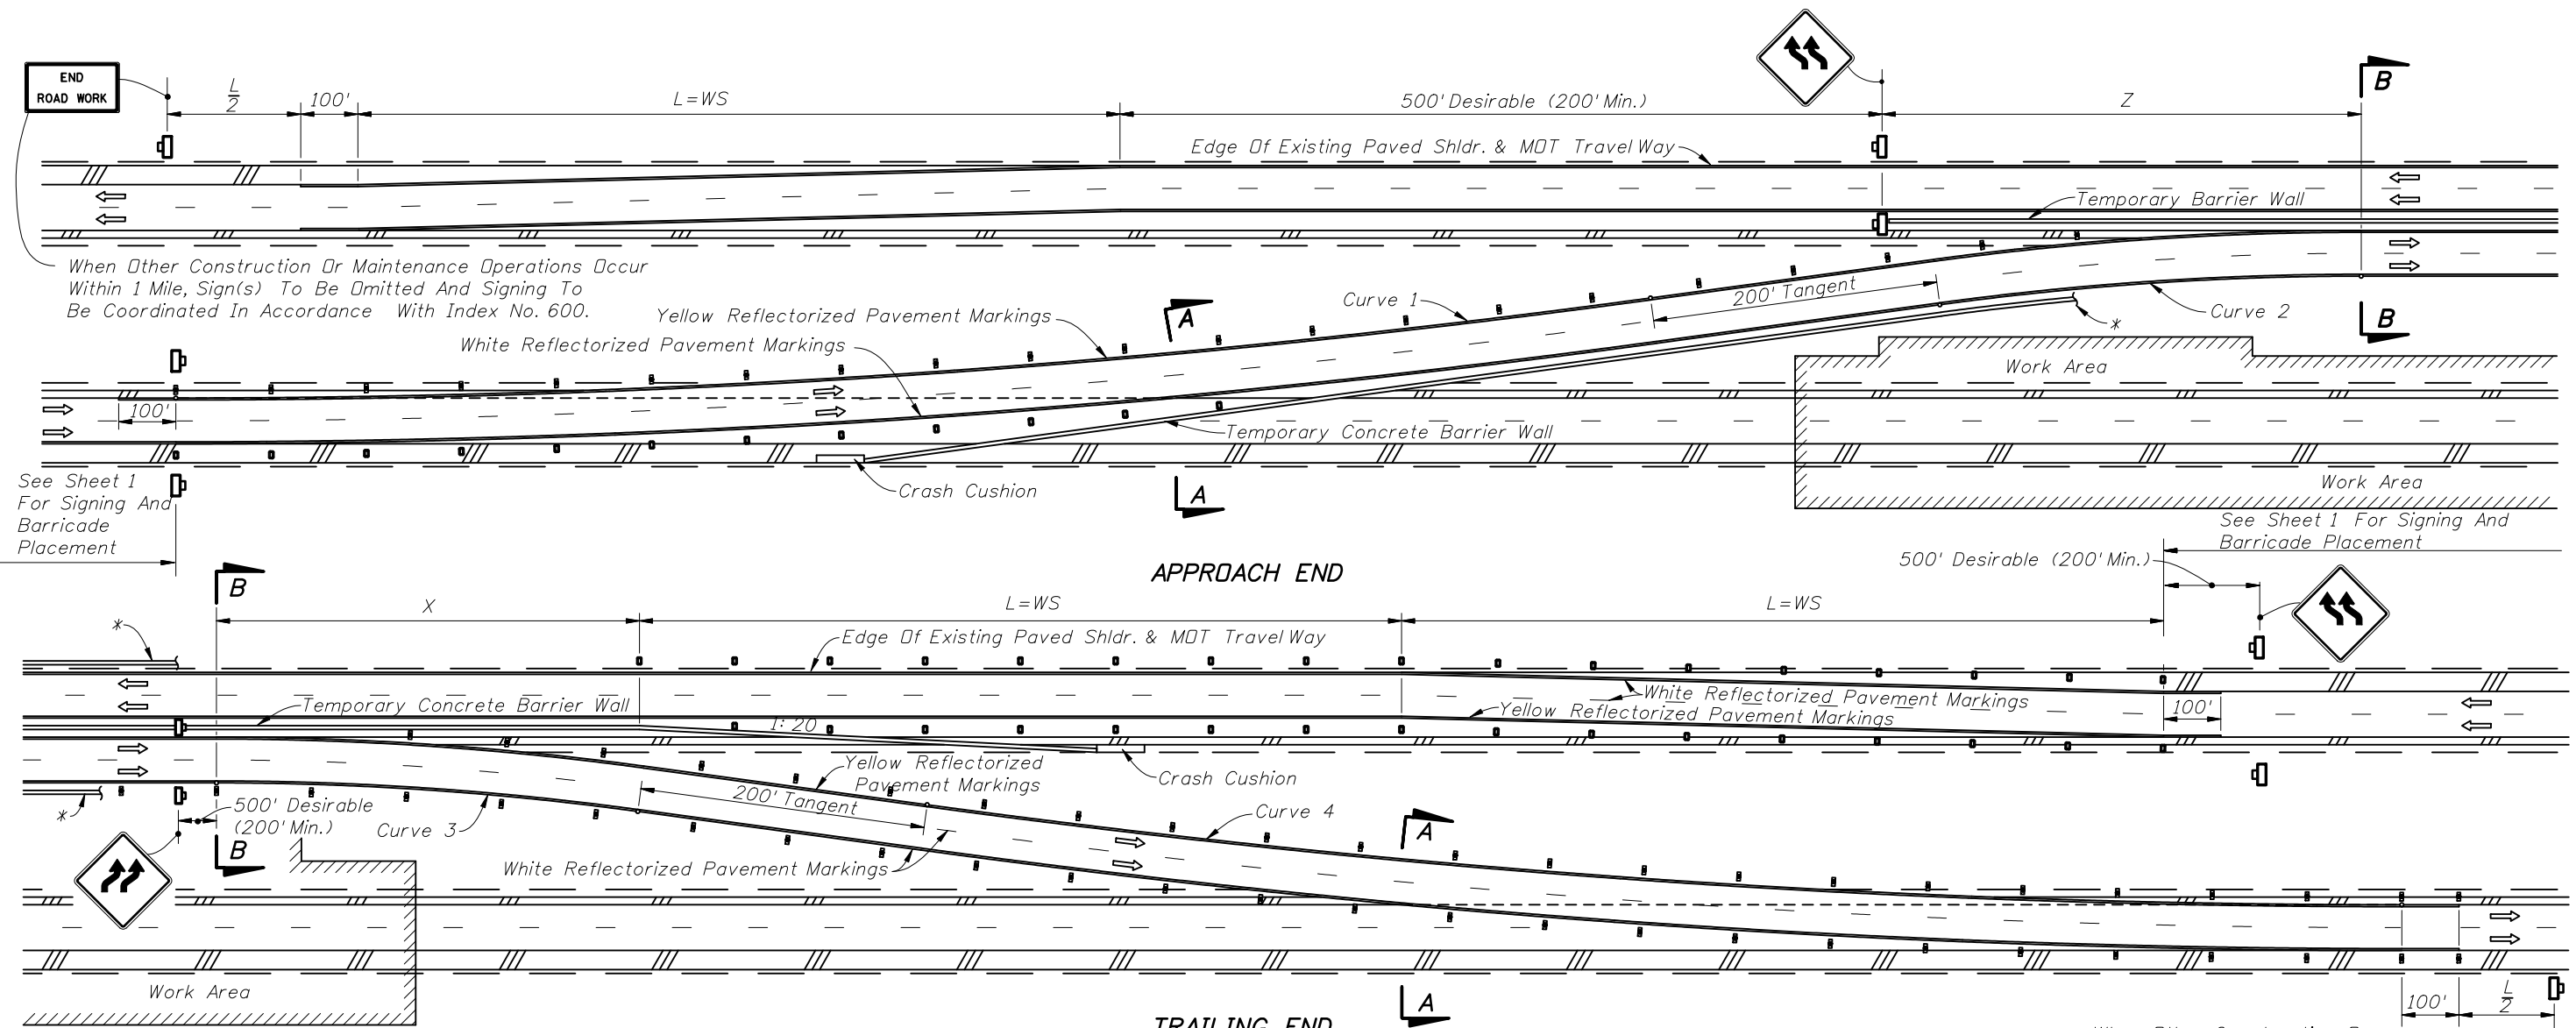 END
ROAD WORK
L
2
100'
L=WS
500' Desirable (200' Min.)
Z
B
Edge Of Existing Paved Shldr. & MOT Travel Way
Temporary Barrier Wall
When Other Construction Or Maintenance Operations Occur
Within 1 Mile, Sign(s) To Be Omitted And Signing To
Be Coordinated In Accordance With Index No. 600.
Yellow Reflectorized Pavement Markings
A
Curve 1
200' Tangent
Curve 2
*
B
White Reflectorized Pavement Markings
Work Area
100'
Temporary Concrete Barrier Wall
See Sheet 1
For Signing And
Barricade
Placement
Crash Cushion
A
Work Area
See Sheet 1 For Signing And
Barricade Placement
APPROACH END
500' Desirable (200' Min.)
B
X
L=WS
L=WS
*
Edge Of Existing Paved Shldr. & MOT Travel Way
Temporary Concrete Barrier Wall
1: 20
White Reflectorized Pavement Markings
Yellow Reflectorized Pavement Markings
100'
Yellow Reflectorized
Pavement Markings
Crash Cushion
200' Tangent
*
500' Desirable
(200' Min.)
Curve 3
Curve 4
A
B
White Reflectorized Pavement Markings
Work Area
A
100'
L
2
TRAILING END